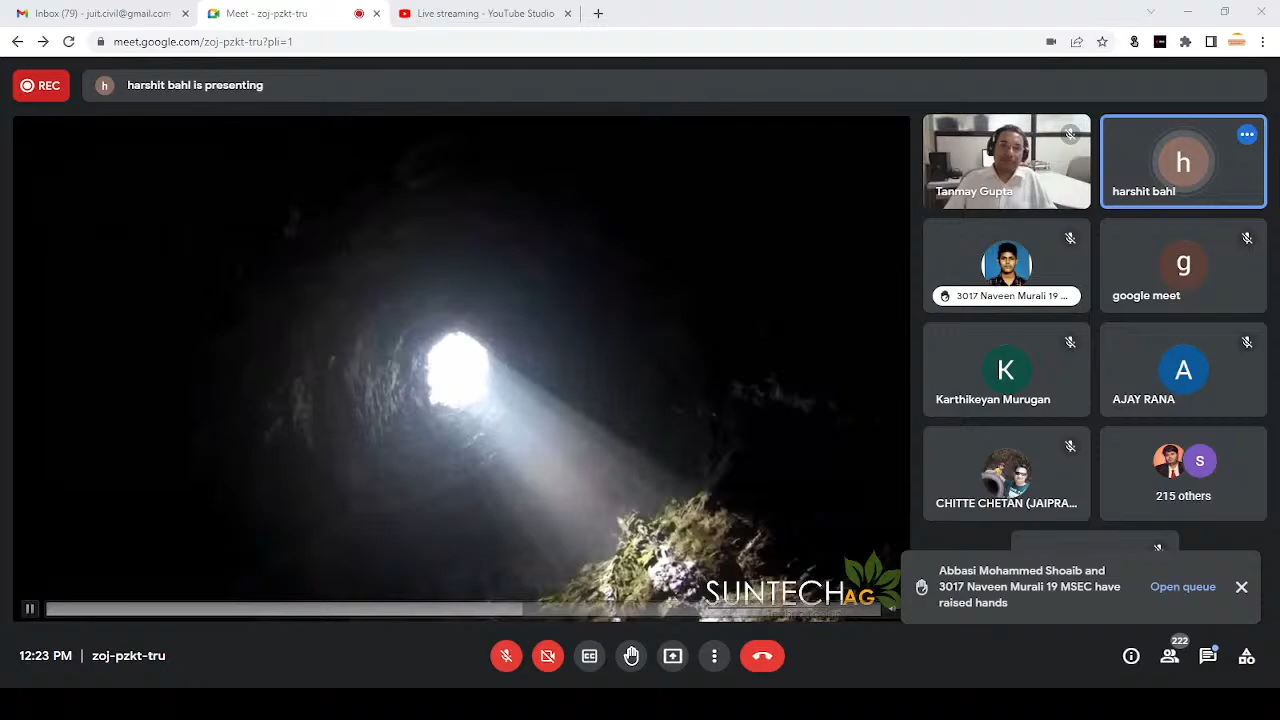 Inbox (79) - juit.civil@gmail.com
Meet - zoj-pzkt-tru
Live streaming - YouTube Studio
meet.google.com/zoj-pzkt-tru?pli=1
REC
h
harshit bahl is presenting
Tanmay Gupta
h
harshit bahl
3017 Naveen Murali 19 ...
g
google meet
K
Karthikeyan Murugan
A
AJAY RANA
CHITTE CHETAN (JAIPRA...
S
215 others
SUNTECH AG
Abbasi Mohammed Shoaib and
3017 Naveen Murali 19 MSEC have
raised hands
Open queue
12:23 PM | zoj-pzkt-tru
222